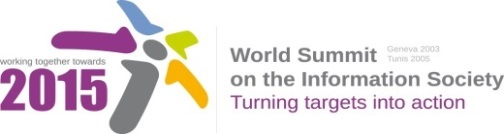 working together towards
2015
World Summit Geneva 2003
Tunis 2005
on the Information Society
Turning targets into action